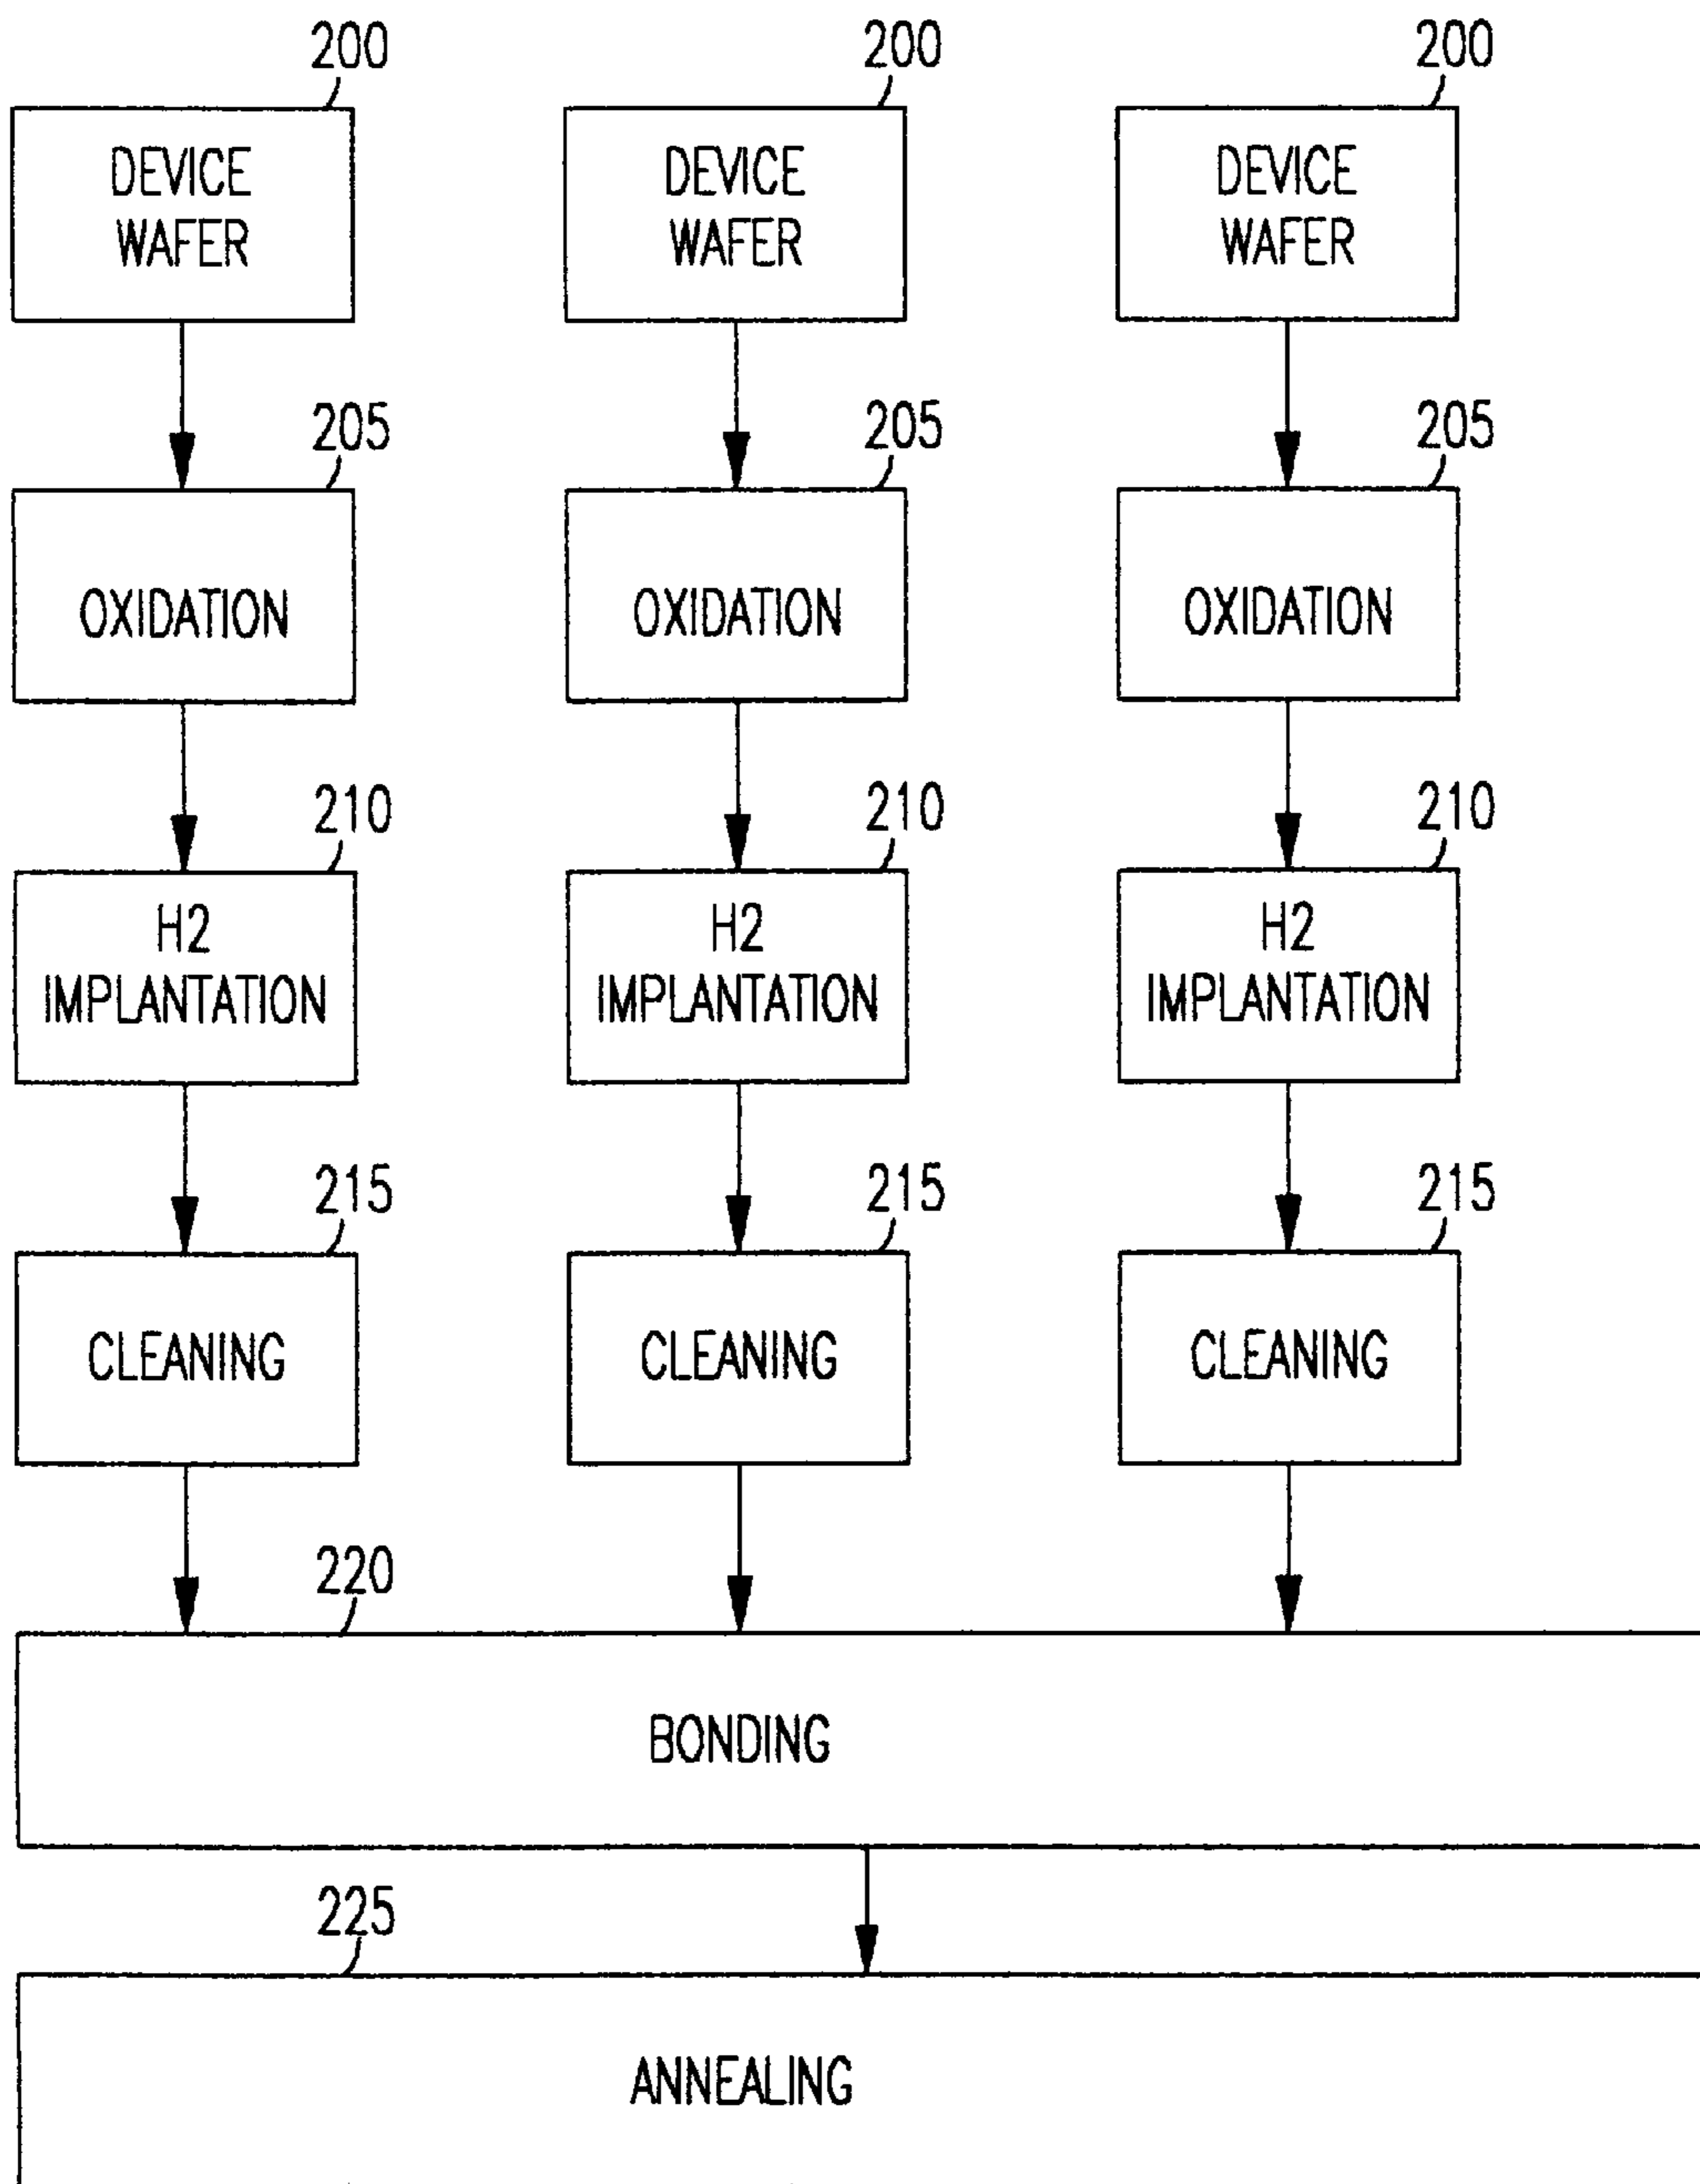 200 200 200
DEVICE DEVICE DEVICE
WAFER WAFER WAFER
205 205 205
OXIDATION OXIDATION OXIDATION
210 210 210
H2 H2 H2
IMPLANTATION IMPLANTATION IMPLANTATION
215 215 215
CLEANING CLEANING CLEANING
220
BONDING
225
ANNEALING